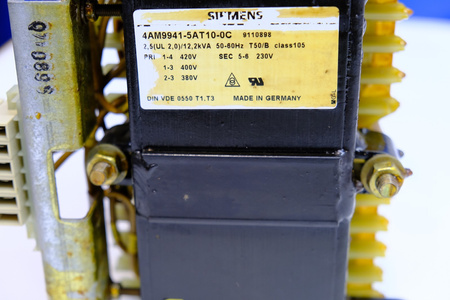 SIEMENS
4AM9941-5AT10-0C 9110898
2,5(UL 2,0)/12,2kVA 50-60Hz T50/B class105
PRI 1-4 420V SEC 5-6 230V
1-3 400V
2-3 380V
DIN VDE 0550 T1,T3 MADE IN GERMANY